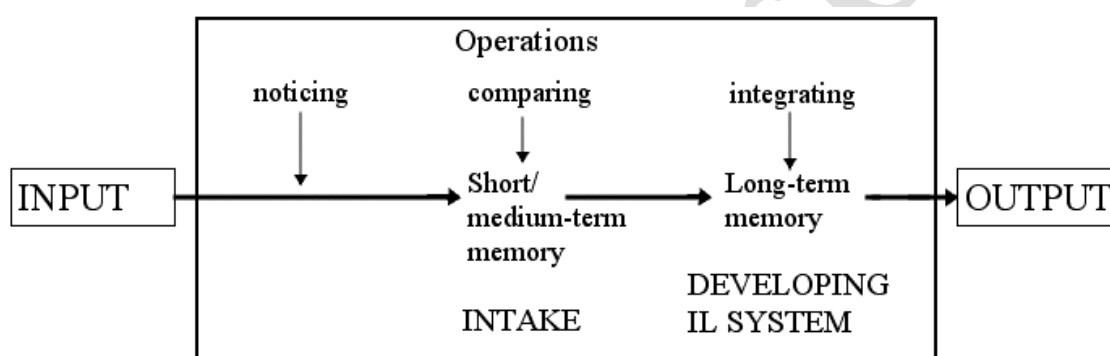 Operations
noticing
comparing
integrating
INPUT
Short/
medium-term
memory
Long-term
memory
OUTPUT
INTAKE
DEVELOPING
IL SYSTEM